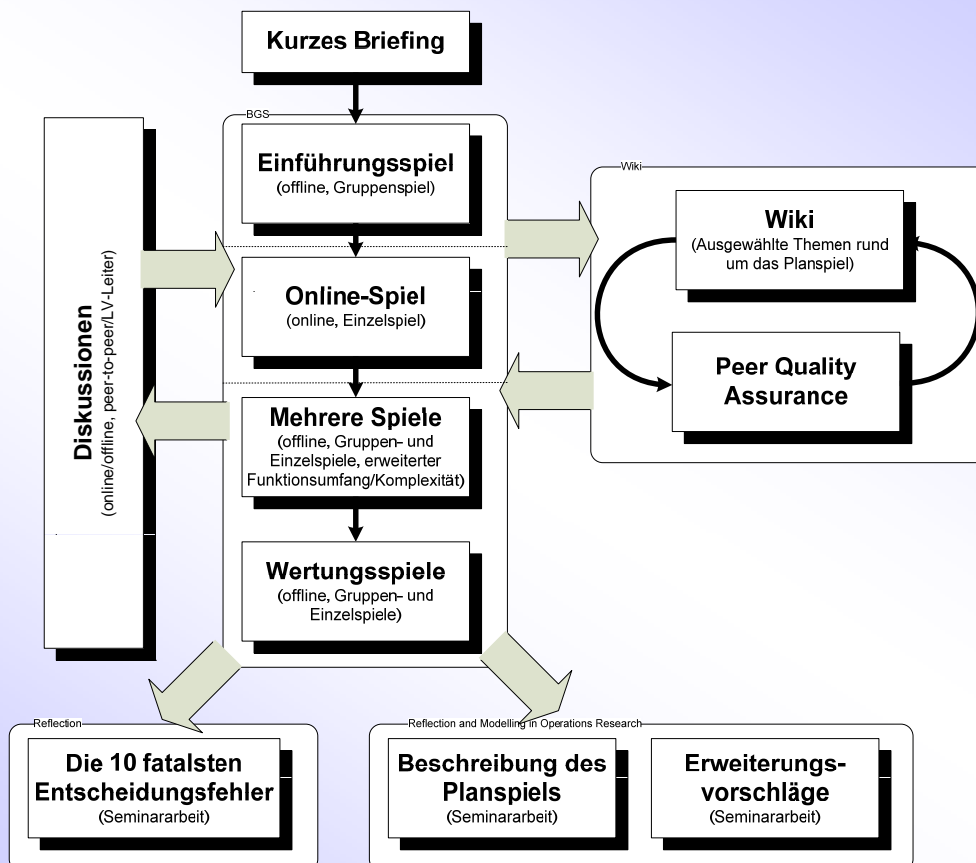 Kurzes Briefing
BGS
Einführungsspiel
(offline, Gruppenspiel)
Online-Spiel
(online, Einzelspiel)
Mehrere Spiele
(offline, Gruppen- und
Einzelspiele, erweiterter
Funktionsumfang/Komplexität)
Wertungsspiele
(offline, Gruppen- und
Einzelspiele)
Diskussionen
(online/offline, peer-to-peer/LV-Leiter)
Wiki
Wiki
(Ausgewählte Themen rund
um das Planspiel)
Peer Quality
Assurance
Reflection
Die 10 fatalsten
Entscheidungsfehler
(Seminararbeit)
Reflection and Modelling in Operations Research
Beschreibung des
Planspiels
(Seminararbeit)
Erweiterungs-
vorschläge
(Seminararbeit)